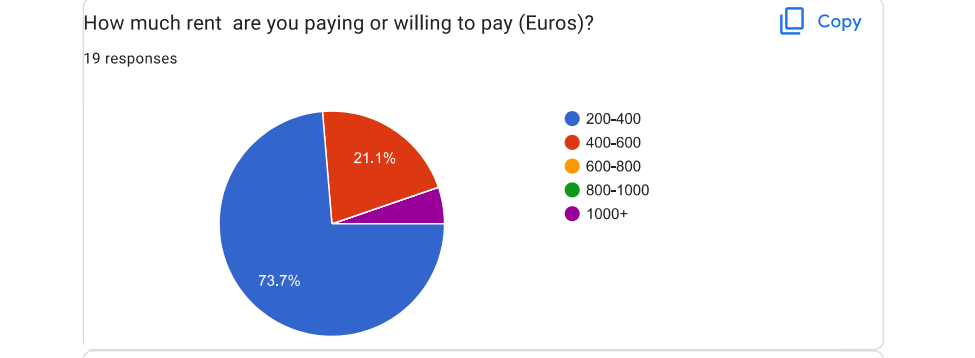 How much rent  are you paying or willing to pay (Euros)?
Copy
19 responses
200-400
400-600
600-800
800-1000
1000+
21.1%
73.7%